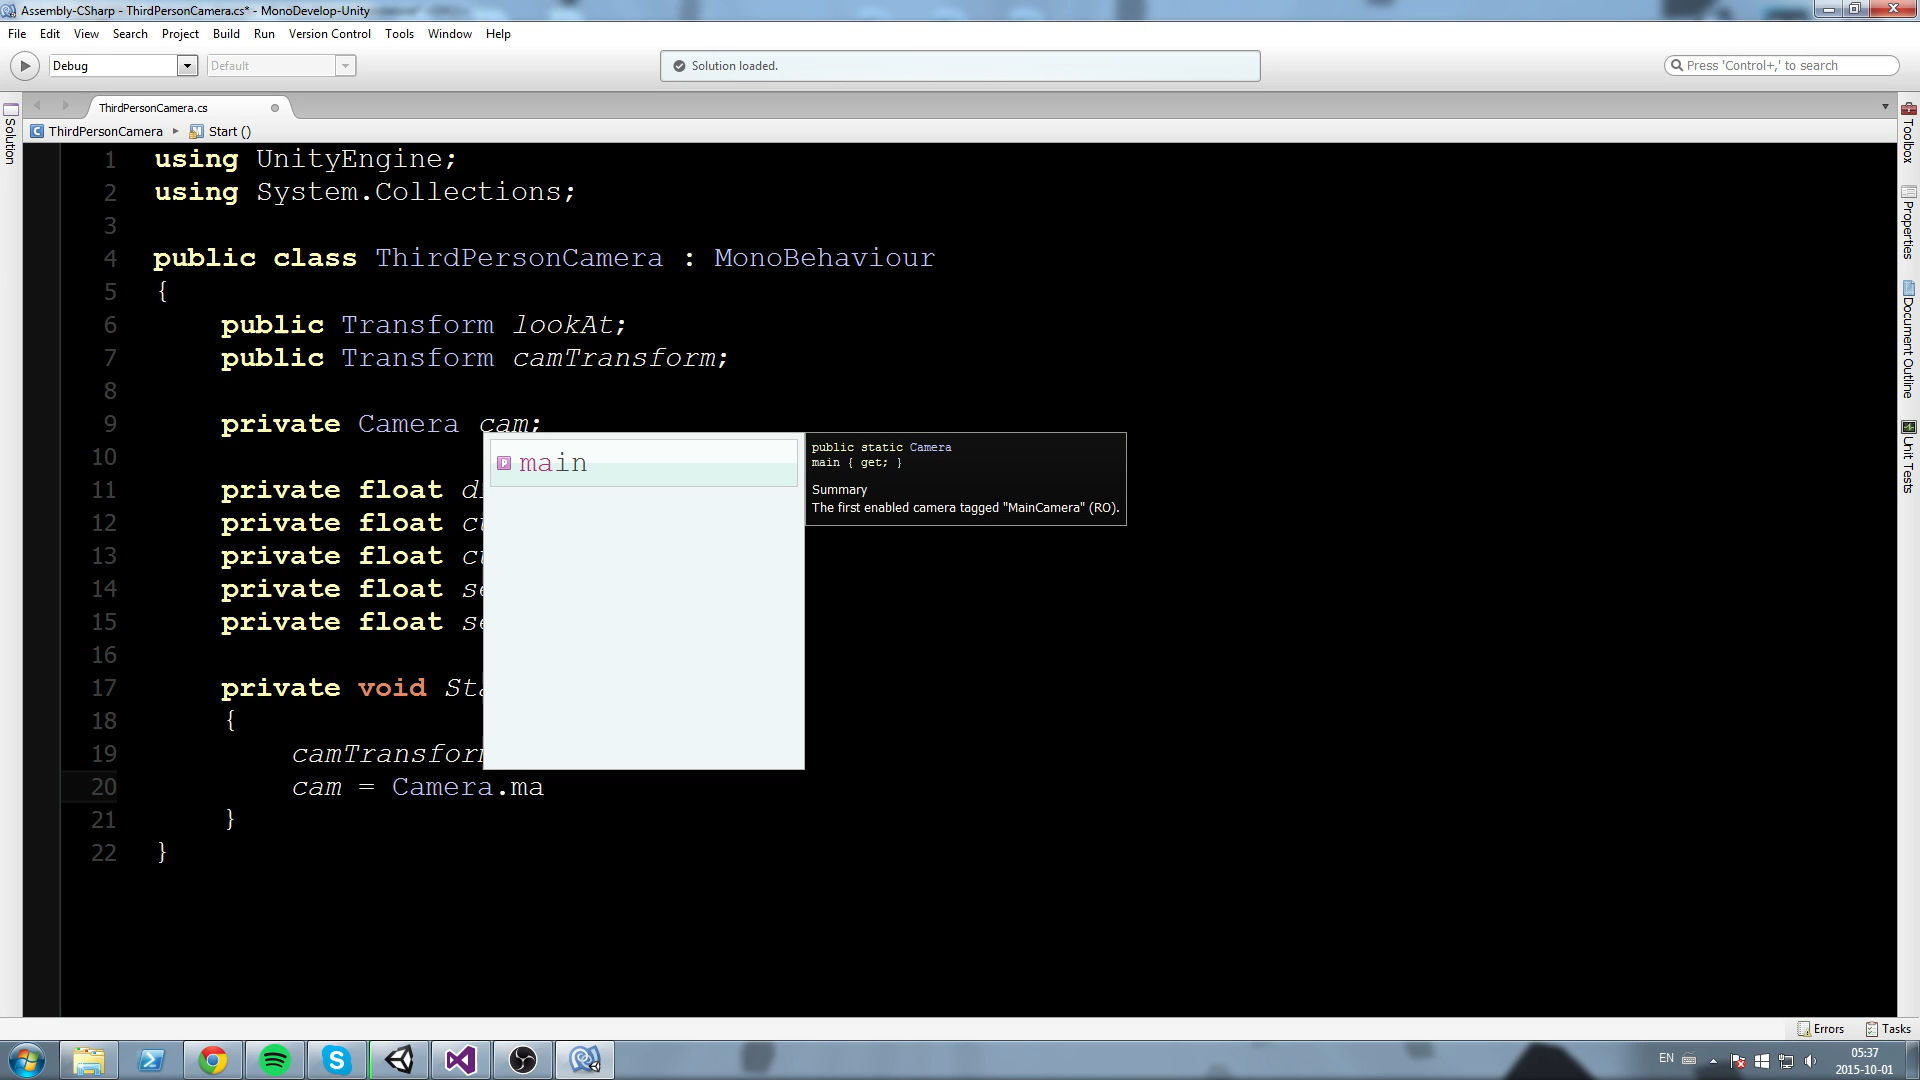 Assembly-CSharp - ThirdPersonCamera.cs* - MonoDevelop-Unity
File Edit View Search Project Build Run Version Control Tools Window Help
Debug Default Solution loaded. Press 'Control+,' to search
ThirdPersonCamera.cs
ThirdPersonCamera Start ()
Solution
Toolbox
Properties
Document Outline
Unit Tests
1 using UnityEngine;
2 using System.Collections;
3
4 public class ThirdPersonCamera : MonoBehaviour
5 {
6 public Transform lookAt;
7 public Transform camTransform;
8
9 private Camera cam;
10
11 private float
12 private float
13 private float
14 private float
15 private float
16
17 private void
18 {
19 camTransform
20 cam = Camera.ma
21 }
22 }
main
public static Camera
main { get; }
Summary
The first enabled camera tagged "MainCamera" (RO).
Errors Tasks
EN 05:37
2015-10-01